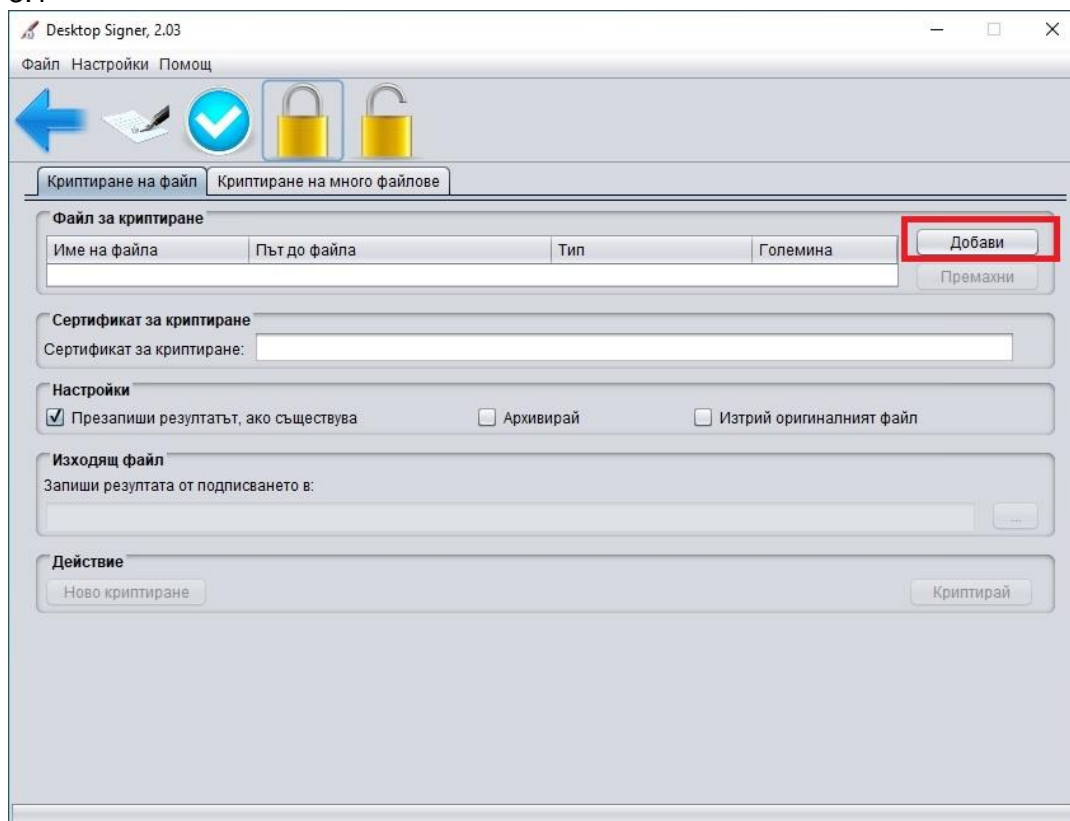 Desktop Signer, 2.03
Файл Настройки Помощ
Криптиране на файл Криптиране на много файлове
Файл за криптиране
Име на файла Път до файла Тип Големина Добави
Премахни
Сертификат за криптиране
Сертификат за криптиране:
Настройки
Презапиши резултатът, ако съществува Архивирай Изтрий оригиналният файл
Изходящ файл
Запиши резултата от подписването в:
...
Действие
Ново криптиране Криптирай